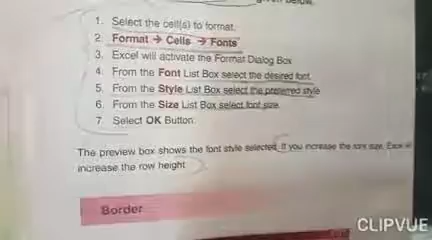 given below.
1. Select the cell(s) to format.
2. Format → Cells → Fonts
3. Excel will activate the Format Dialog Box
4. From the Font List Box select the desired font.
5. From the Style List Box select the preferred style
6. From the Size List Box select font size.
7. Select OK Button.
The preview box shows the font style selected. If you increase the font size, Excel
increase the row height
Border
CLIPVUE